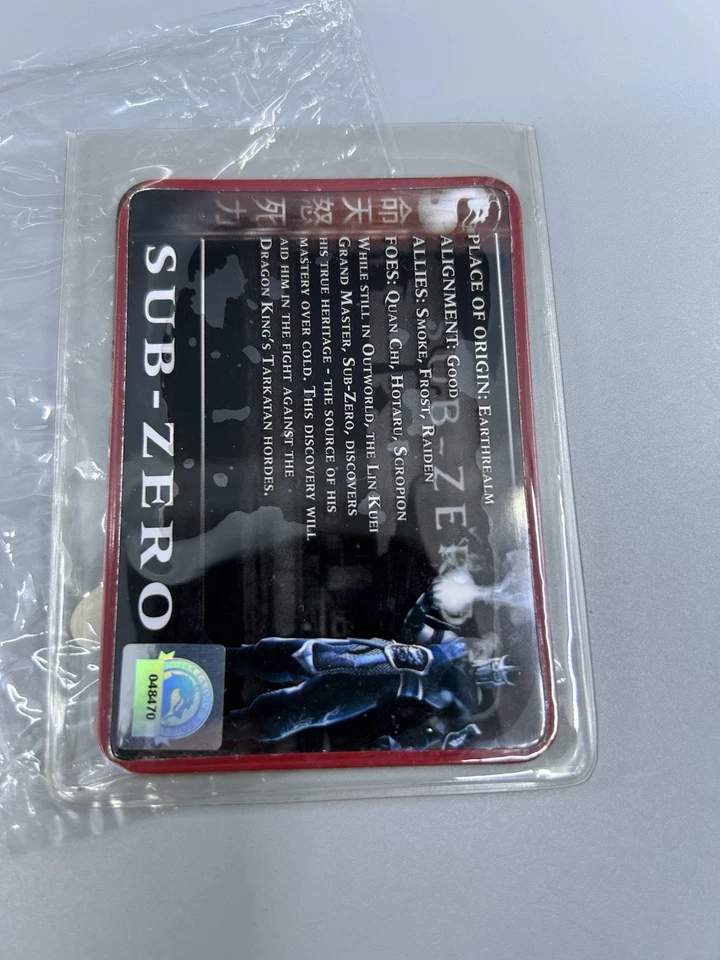 命
天
怒
死
力
SUB-ZERO
PLACE OF ORIGIN: EARTHREALM
ALIGNMENT: GOOD
ALLIES: SMOKE, FROST, RAIDEN
FOES: QUAN CHI, HOTARU, SCROPION
WHILE STILL IN OUTWORLD, THE LIN KUEI
GRAND MASTER, SUB-ZERO, DISCOVERS
HIS TRUE HERITAGE - THE SOURCE OF HIS
MASTERY OVER COLD. THIS DISCOVERY WILL
AID HIM IN THE FIGHT AGAINST THE
DRAGON KING'S TARKATAN HORDES.
SUB-ZERO
048470